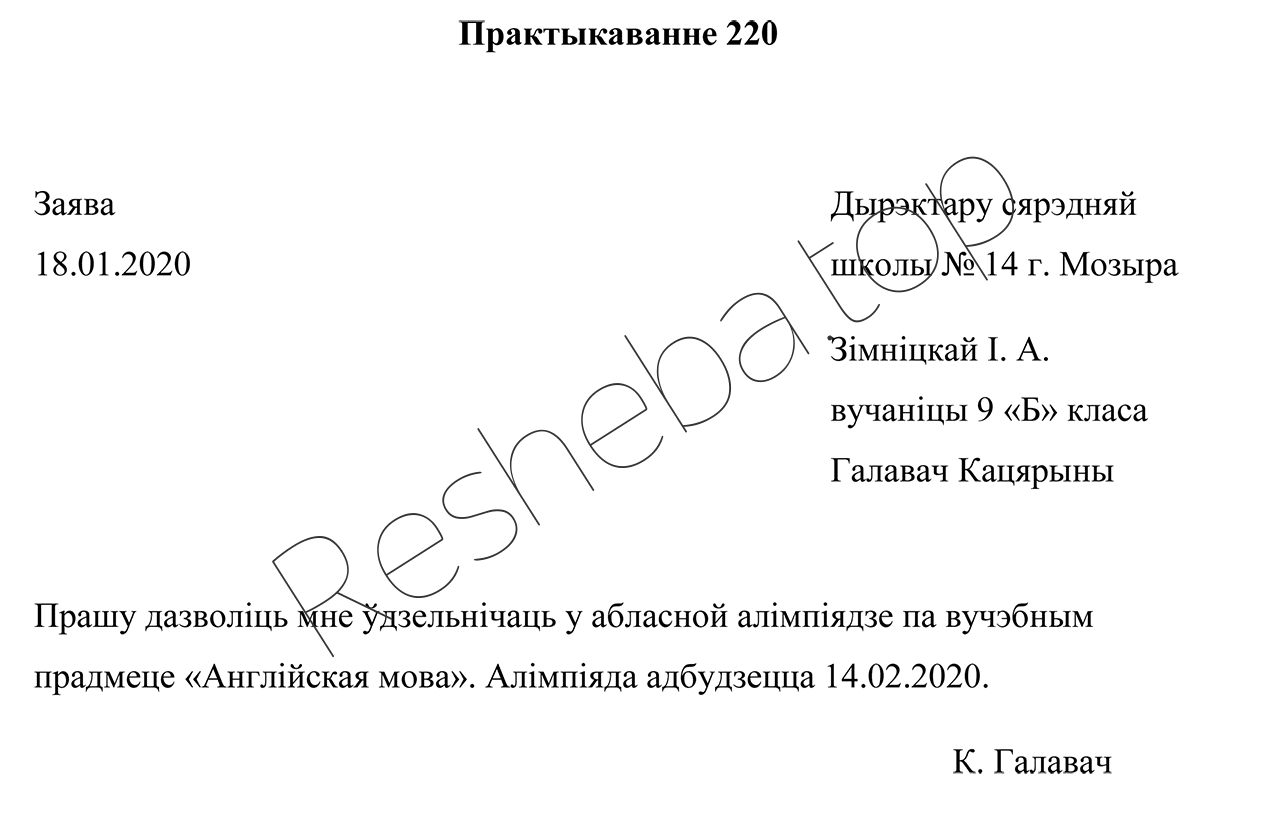 Практыкаванне 220
Заява
18.01.2020
Дырэктару сярэдняй
школы № 14 г. Мозыра
Зімніцкай І. А.
вучаніцы 9 «Б» класа
Галавач Кацярыны
Прашу дазволіць мне ўдзельнічаць у абласной алімпіядзе па вучэбным
прадмеце «Англійская мова». Алімпіяда адбудзецца 14.02.2020.
К. Галавач
Resheba.top